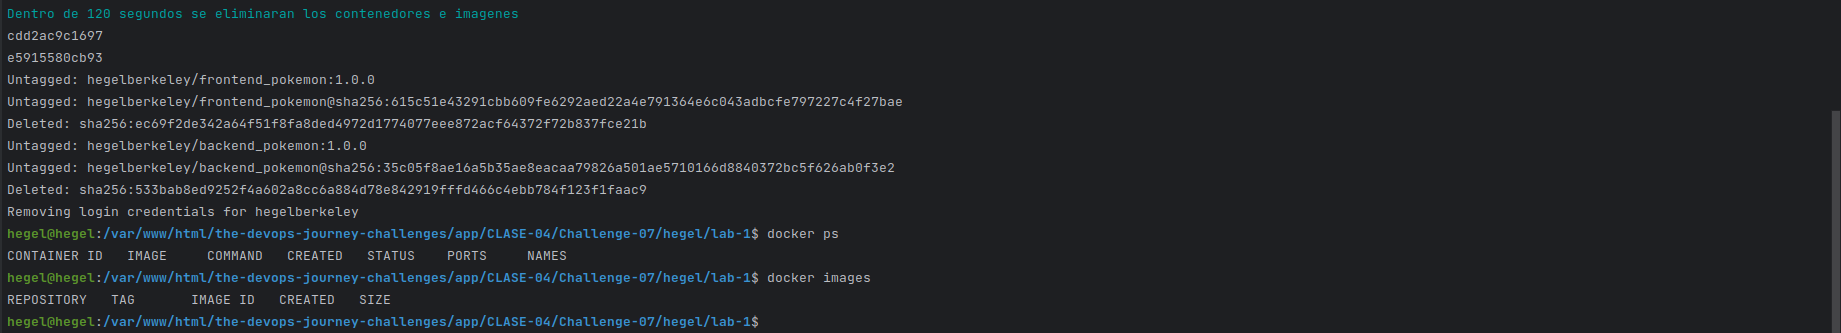 Dentro de 120 segundos se eliminaran los contenedores e imagenes
cdd2ac9c1697
e5915580cb93
Untagged: hegelberkeley/frontend_pokemon:1.0.0
Untagged: hegelberkeley/frontend_pokemon@sha256:615c51e43291cbb609fe6292aed22a4e791364e6c043adbcfe797227c4f27bae
Deleted: sha256:ec69f2de342a64f51f8fa8ded4972d1774077eee872acf64372f72b837fce21b
Untagged: hegelberkeley/backend_pokemon:1.0.0
Untagged: hegelberkeley/backend_pokemon@sha256:35c05f8ae16a5b35ae8eacaa79826a501ae5710166d8840372bc5f626ab0f3e2
Deleted: sha256:533bab8ed9252f4a602a8cc6a884d78e842919fffd466c4ebb784f123f1faac9
Removing login credentials for hegelberkeley
hegel@hegel:/var/www/html/the-devops-journey-challenges/app/CLASE-04/Challenge-07/hegel/lab-1$ docker ps
CONTAINER ID   IMAGE     COMMAND   CREATED   STATUS    PORTS     NAMES
hegel@hegel:/var/www/html/the-devops-journey-challenges/app/CLASE-04/Challenge-07/hegel/lab-1$ docker images
REPOSITORY   TAG       IMAGE ID   CREATED   SIZE
hegel@hegel:/var/www/html/the-devops-journey-challenges/app/CLASE-04/Challenge-07/hegel/lab-1$